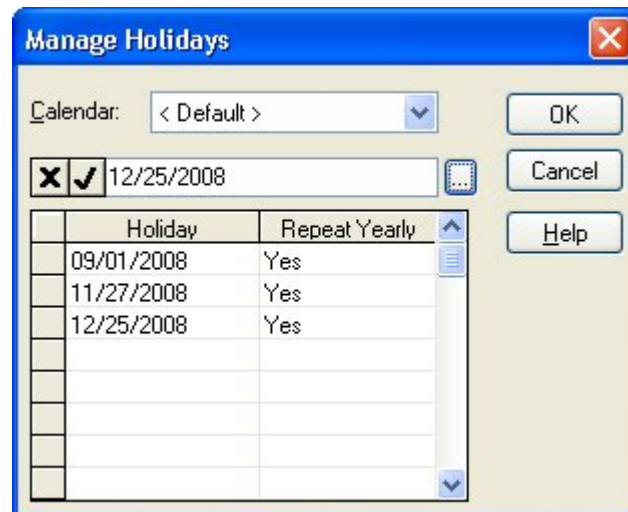 Manage Holidays
Calendar: < Default > OK
12/25/2008 ... Cancel
Holiday Repeat Yearly Help
09/01/2008 Yes
11/27/2008 Yes
12/25/2008 Yes